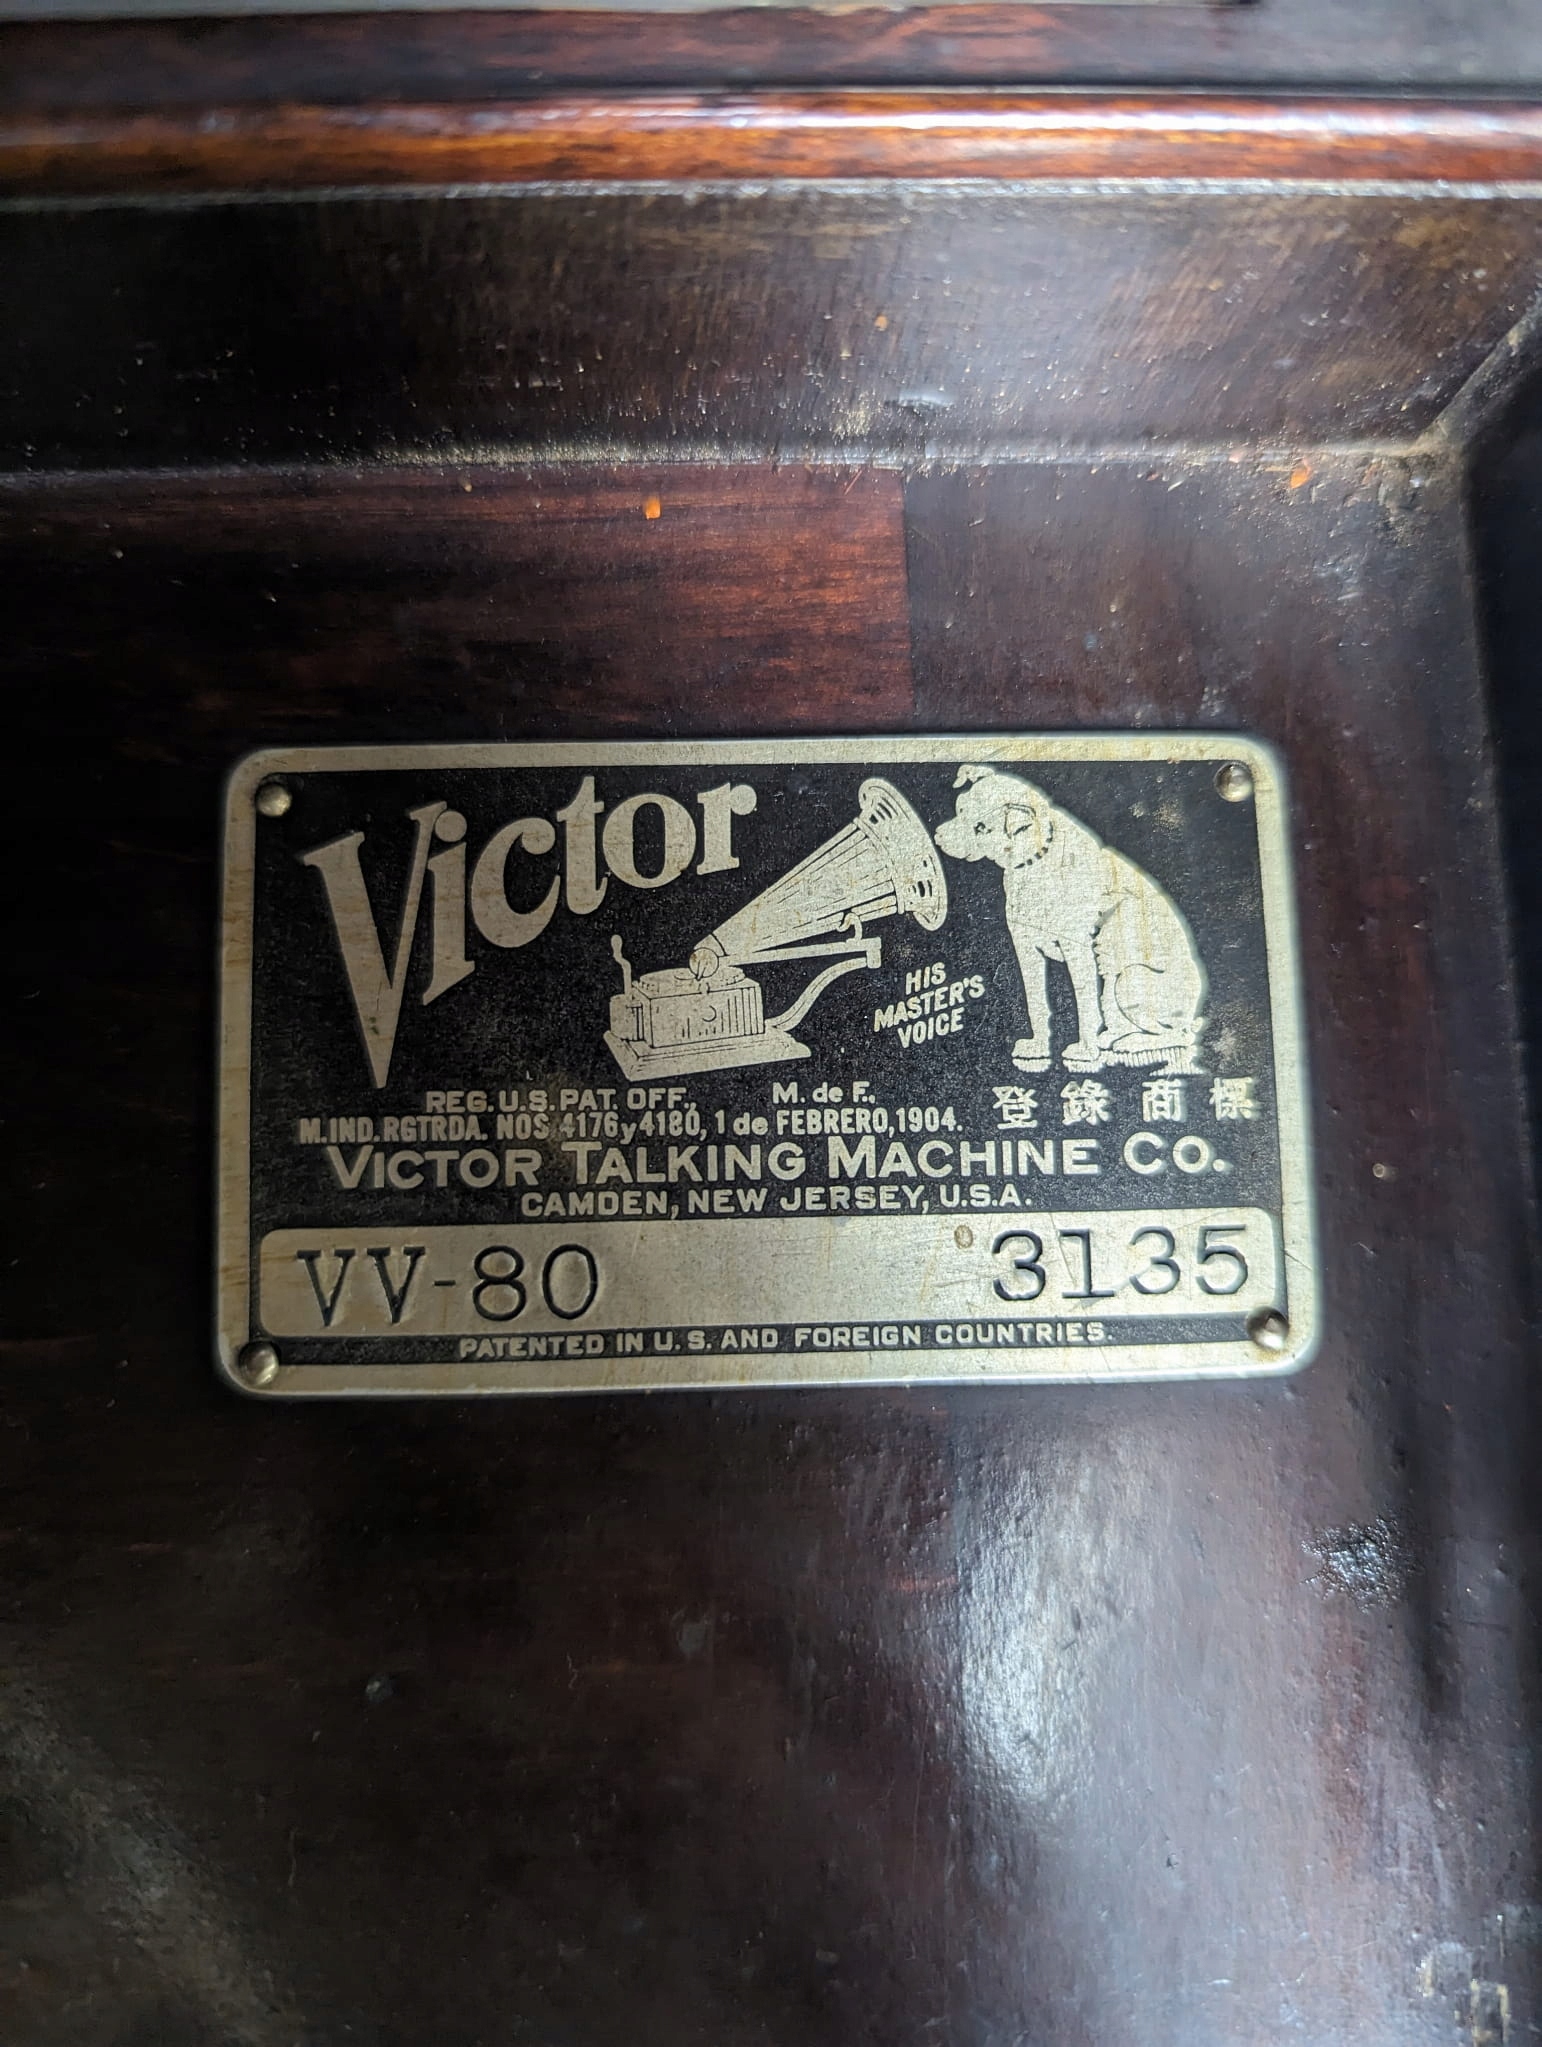 Victor
HIS
MASTER'S
VOICE
REG. U.S. PAT. OFF., M. de F.,
M. IND. RGTRDA. NOS 4176 y 4180, 1 de FEBRERO, 1904.
登錄商標
VICTOR TALKING MACHINE CO.
CAMDEN, NEW JERSEY, U.S.A.
VV-80 3135
PATENTED IN U.S. AND FOREIGN COUNTRIES.